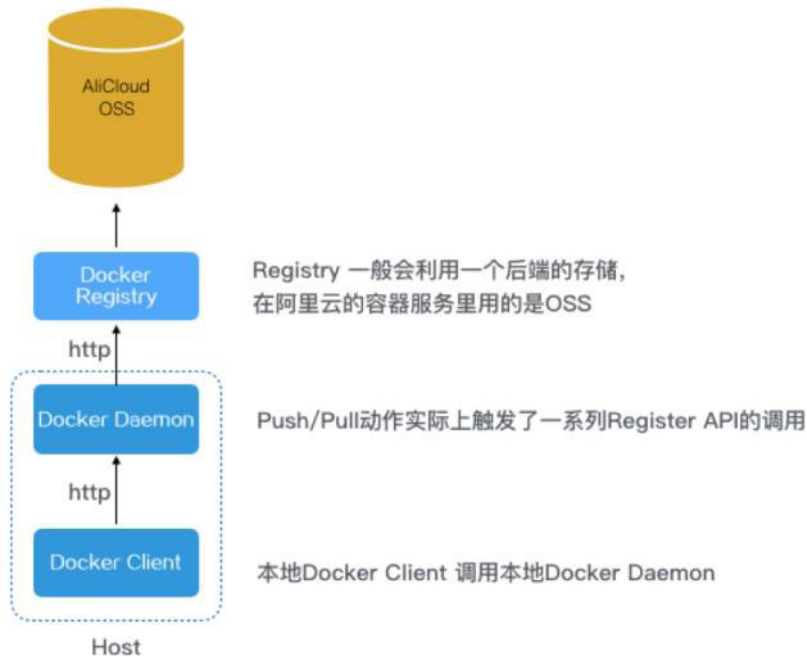 AliCloud
OSS
Docker
Registry
Registry 一般会利用一个后端的存储,
在阿里云的容器服务里用的是OSS
http
Docker Daemon
Push/Pull动作实际上触发了一系列Register API的调用
http
Docker Client
本地Docker Client 调用本地Docker Daemon
Host